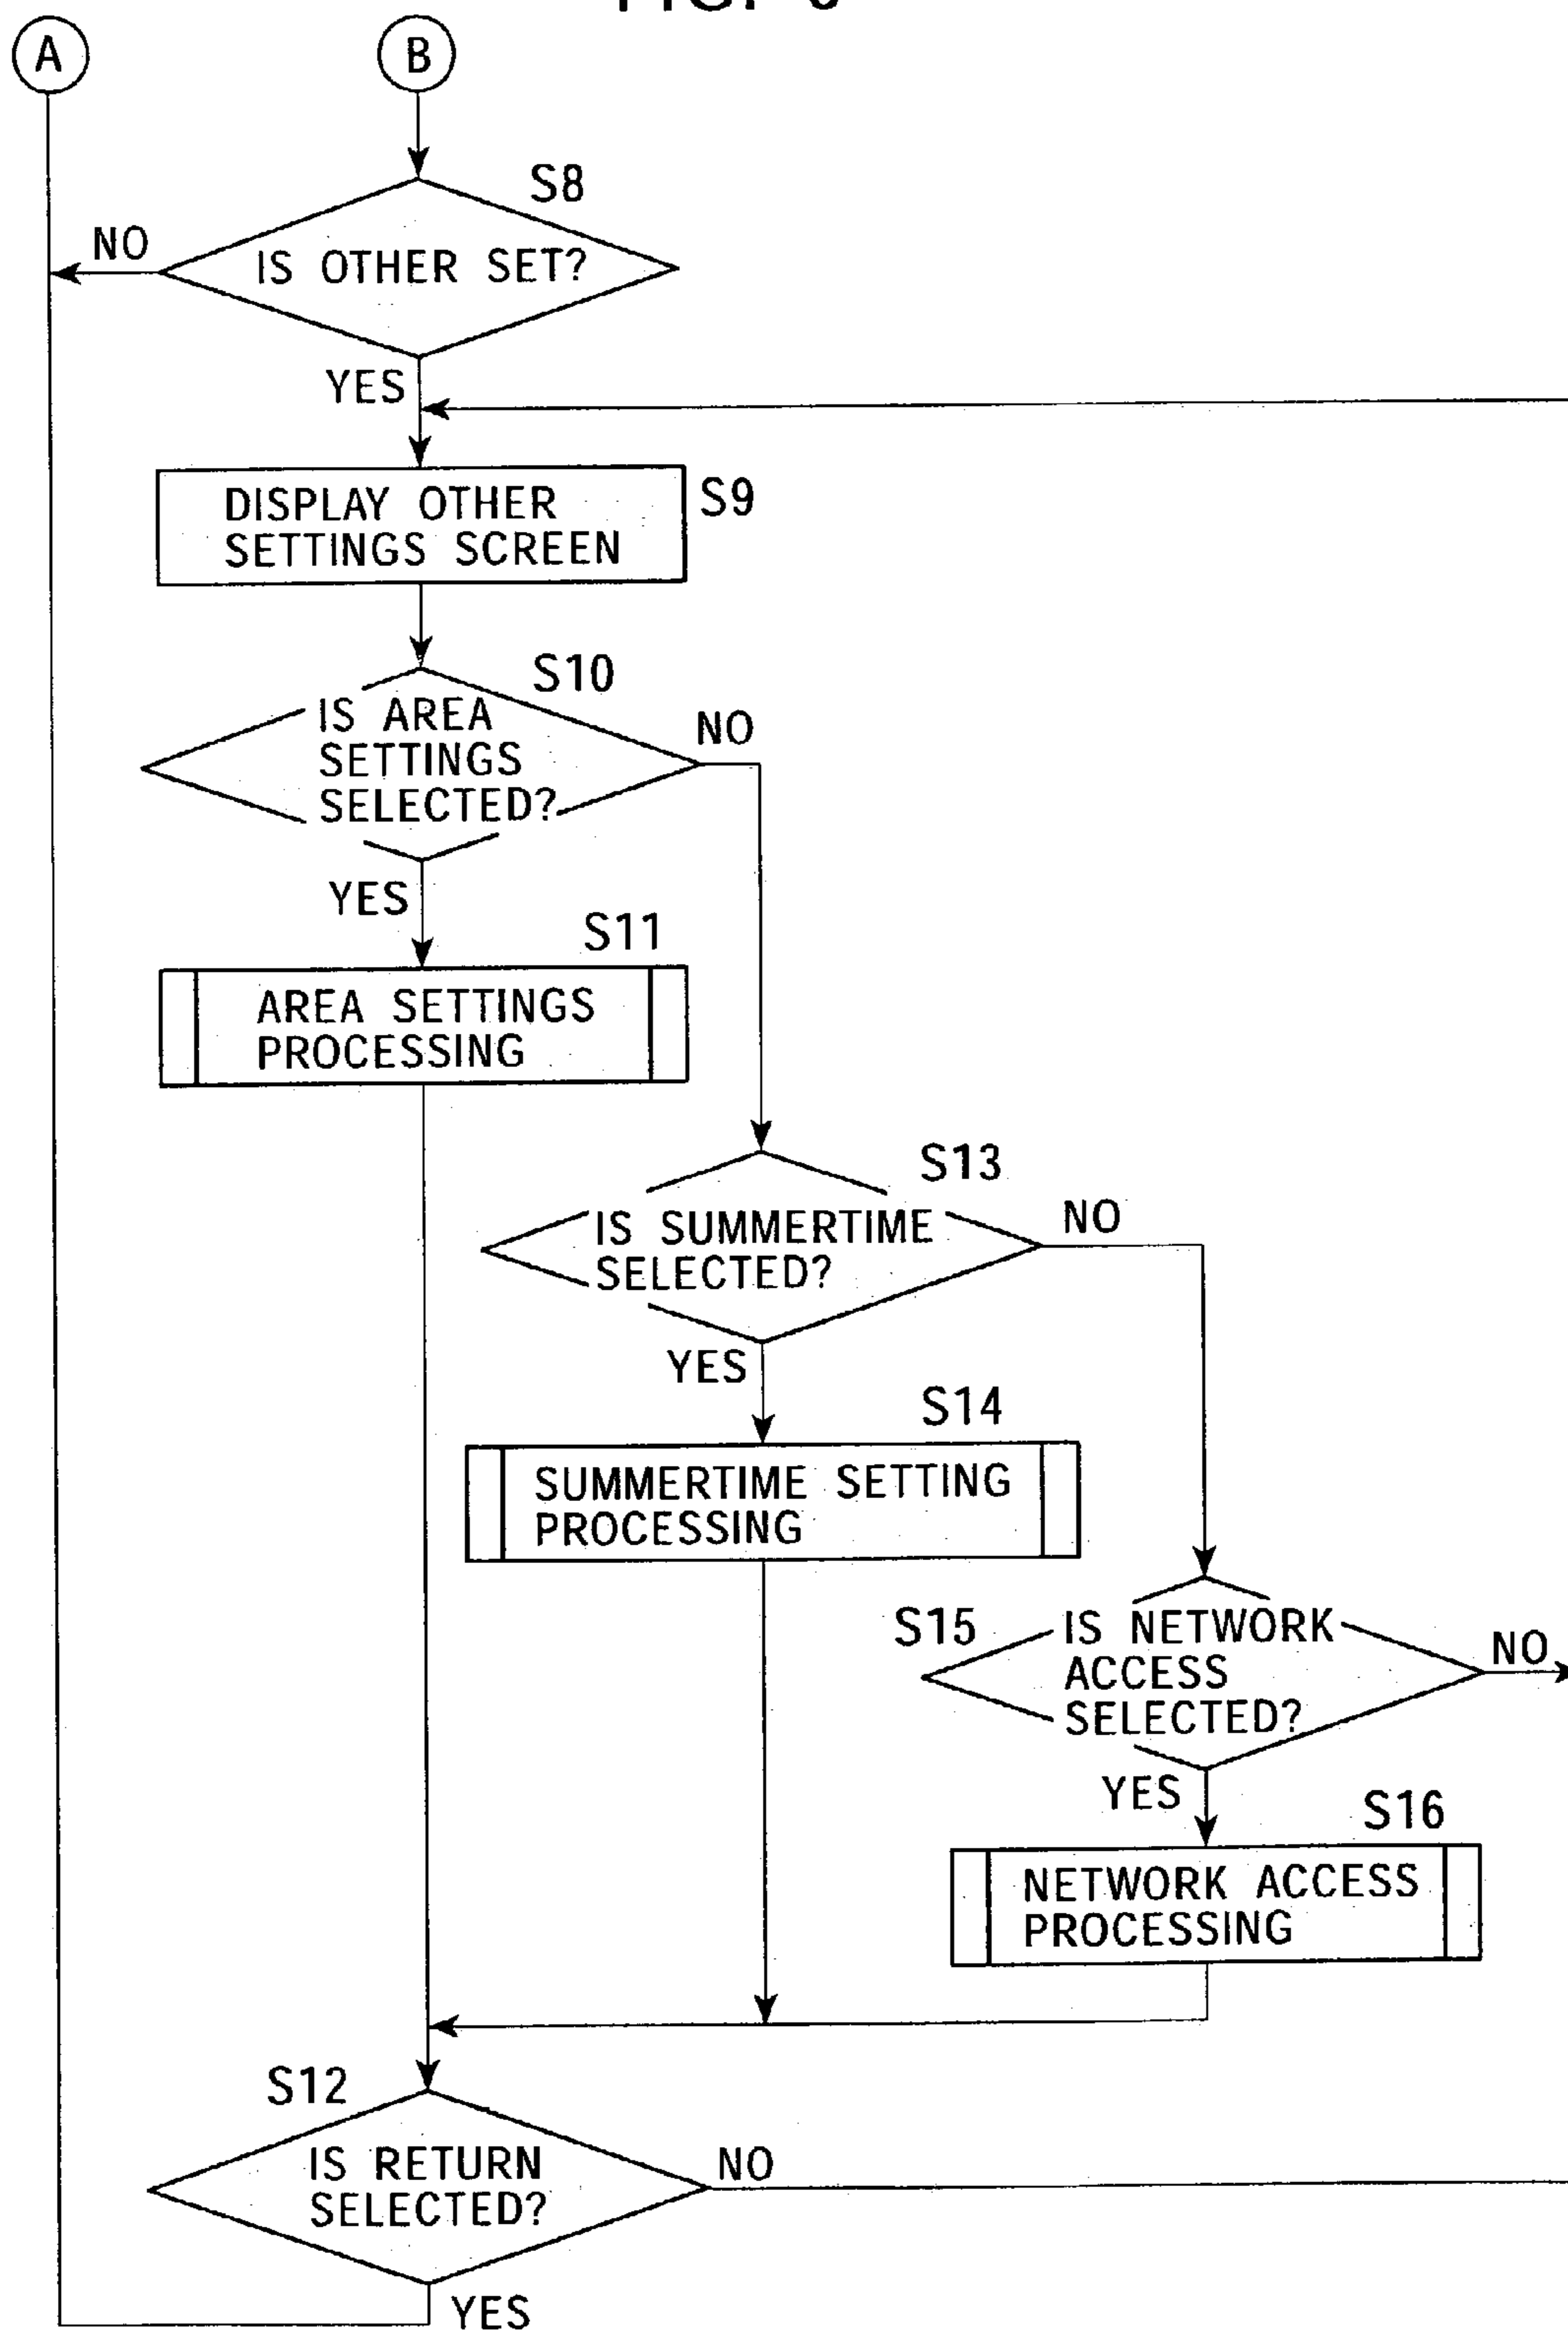 A
B
S8
NO
IS OTHER SET?
YES
DISPLAY OTHER
SETTINGS SCREEN
S9
S10
IS AREA
SETTINGS
SELECTED?
NO
YES
S11
AREA SETTINGS
PROCESSING
S13
IS SUMMERTIME
SELECTED?
NO
YES
S14
SUMMERTIME SETTING
PROCESSING
S15
IS NETWORK
ACCESS
SELECTED?
NO
YES
S16
NETWORK ACCESS
PROCESSING
S12
IS RETURN
SELECTED?
NO
YES